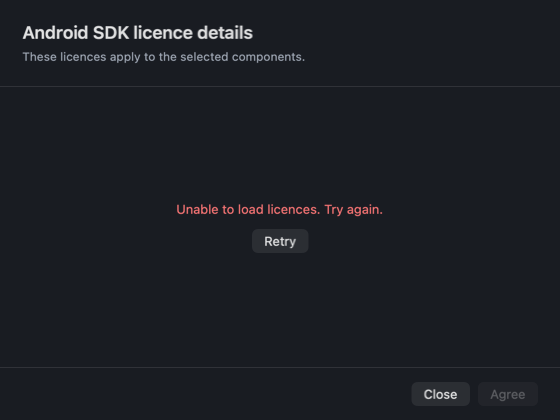 Android SDK licence details
These licences apply to the selected components.
Unable to load licences. Try again.
Retry
Close
Agree